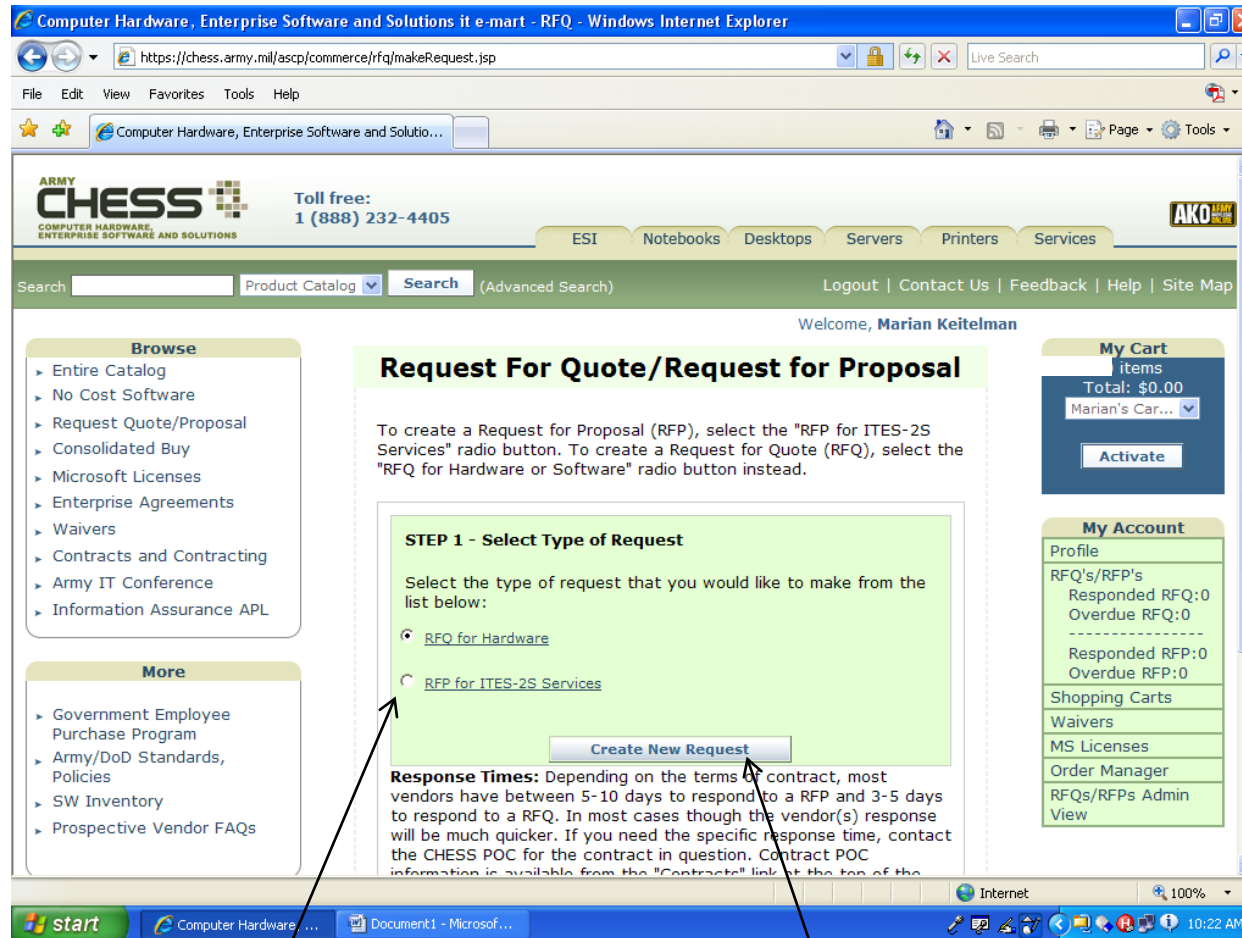 Computer Hardware, Enterprise Software and Solutions it e-mart - RFQ - Windows Internet Explorer
https://chess.army.mil/ascp/commerce/rfq/makeRequest.jsp
Live Search
File Edit View Favorites Tools Help
Computer Hardware, Enterprise Software and Solutio...
Page Tools
ARMY
CHESS
COMPUTER HARDWARE,
ENTERPRISE SOFTWARE AND SOLUTIONS
Toll free:
1 (888) 232-4405
AKO
ESI Notebooks Desktops Servers Printers Services
Search Product Catalog Search (Advanced Search)
Logout | Contact Us | Feedback | Help | Site Map
Welcome, Marian Keitelman
Browse
Entire Catalog
No Cost Software
Request Quote/Proposal
Consolidated Buy
Microsoft Licenses
Enterprise Agreements
Waivers
Contracts and Contracting
Army IT Conference
Information Assurance APL
More
Government Employee
Purchase Program
Army/DoD Standards,
Policies
SW Inventory
Prospective Vendor FAQs
Request For Quote/Request for Proposal
To create a Request for Proposal (RFP), select the "RFP for ITES-2S
Services" radio button. To create a Request for Quote (RFQ), select the
"RFQ for Hardware or Software" radio button instead.
STEP 1 - Select Type of Request
Select the type of request that you would like to make from the
list below:
RFQ for Hardware
RFP for ITES-2S Services
Create New Request
Response Times: Depending on the terms of contract, most
vendors have between 5-10 days to respond to a RFP and 3-5 days
to respond to a RFQ. In most cases though the vendor(s) response
will be much quicker. If you need the specific response time, contact
the CHESS POC for the contract in question. Contract POC
information is available from the "Contracts" link at the top of the
My Cart
items
Total: $0.00
Marian's Car...
Activate
My Account
Profile
RFQ's/RFP's
Responded RFQ:0
Overdue RFQ:0
----------------
Responded RFP:0
Overdue RFP:0
Shopping Carts
Waivers
MS Licenses
Order Manager
RFQs/RFPs Admin
View
Internet 100%
start Computer Hardware, ... Document1 - Microsof... 10:22 AM